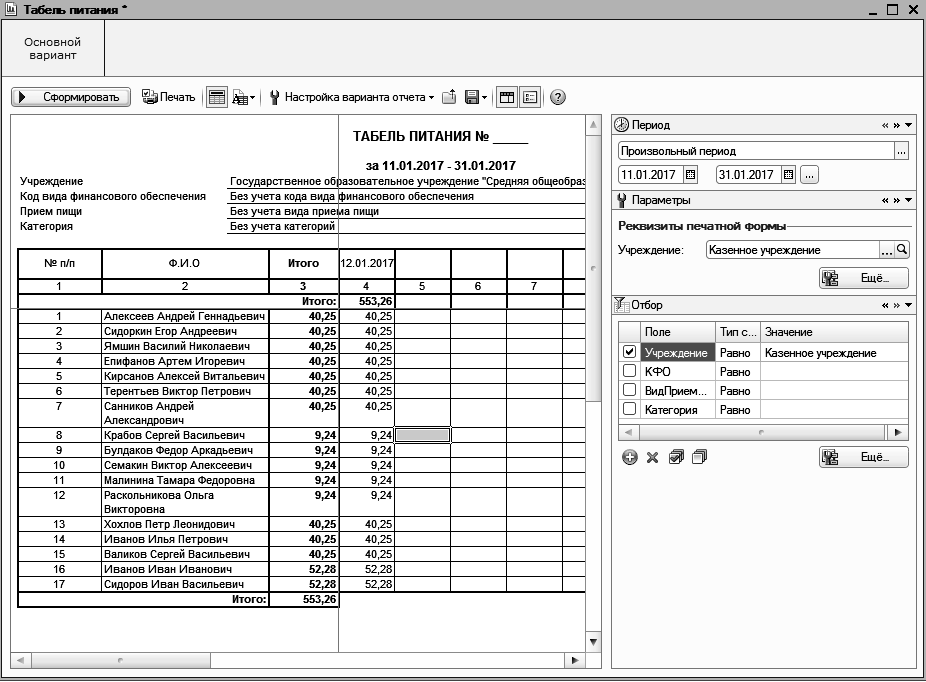 Табель питания *
Основной
вариант
Сформировать Печать Настройка варианта отчета
ТАБЕЛЬ ПИТАНИЯ № _____
за 11.01.2017 - 31.01.2017
Учреждение Государственное образовательное учреждение "Средняя общеобраз
Код вида финансового обеспечения Без учета кода вида финансового обеспечения
Прием пищи Без учета вида приема пищи
Категория Без учета категорий
№ п/п Ф.И.О Итого 12.01.2017
1 2 3 4 5 6 7
Итого: 553,26
1 Алексеев Андрей Геннадьевич 40,25 40,25
2 Сидоркин Егор Андреевич 40,25 40,25
3 Ямшин Василий Николаевич 40,25 40,25
4 Епифанов Артем Игоревич 40,25 40,25
5 Кирсанов Алексей Витальевич 40,25 40,25
6 Терентьев Виктор Петрович 40,25 40,25
7 Санников Андрей 40,25 40,25
Александрович
8 Крабов Сергей Васильевич 9,24 9,24
9 Булдаков Федор Аркадьевич 9,24 9,24
10 Семакин Виктор Алексеевич 9,24 9,24
11 Малинина Тамара Федоровна 9,24 9,24
12 Раскольникова Ольга 9,24 9,24
Викторовна
13 Хохлов Петр Леонидович 40,25 40,25
14 Иванов Илья Петрович 40,25 40,25
15 Валиков Сергей Васильевич 40,25 40,25
16 Иванов Иван Иванович 52,28 52,28
17 Сидоров Иван Васильевич 52,28 52,28
Итого: 553,26
Период
Произвольный период ...
11.01.2017 31.01.2017 ...
Параметры
Реквизиты печатной формы
Учреждение: Казенное учреждение ...
Ещё...
Отбор
Поле Тип с... Значение
Учреждение Равно Казенное учреждение
КФО Равно
ВидПрием... Равно
Категория Равно
Ещё...